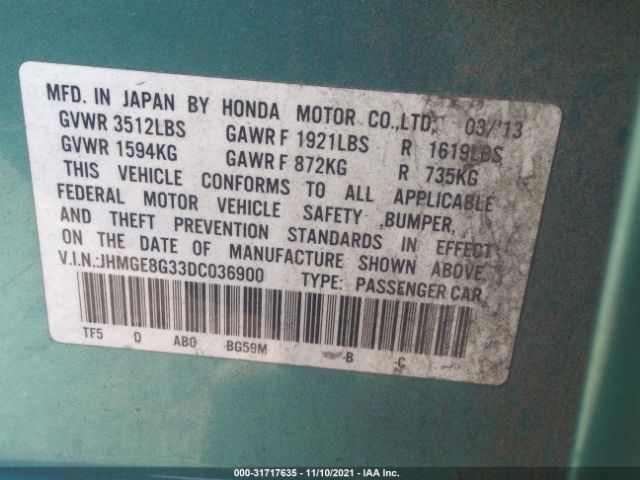 MFD. IN JAPAN BY HONDA MOTOR CO.,LTD, 03/'13
GVWR 3512LBS GAWR F 1921LBS R 1619LBS
GVWR 1594KG GAWR F 872KG R 735KG
THIS VEHICLE CONFORMS TO ALL APPLICABLE
FEDERAL MOTOR VEHICLE SAFETY ,BUMPER,
AND THEFT PREVENTION STANDARDS IN EFFECT
ON THE DATE OF MANUFACTURE SHOWN ABOVE
V.I.N.:JHMGE8G33DC036900 TYPE: PASSENGER CAR
TF5 D AB0 -BG59M -B -C
000-31717635 - 11/10/2021 - IAA Inc.